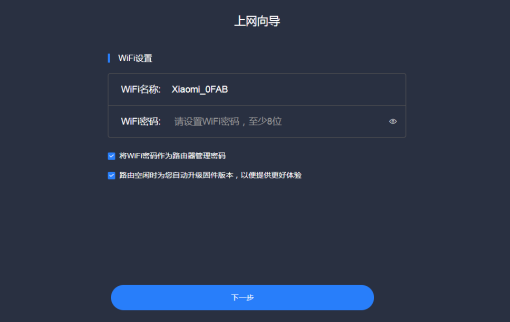 上网向导
WiFi设置
WiFi名称: Xiaomi_0FAB
WiFi密码: 请设置WiFi密码，至少8位
将WiFi密码作为路由器管理密码
路由空闲时为您自动升级固件版本，以便提供更好体验
下一步